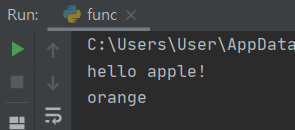 Run: func
C:\Users\User\AppData
hello apple!
orange